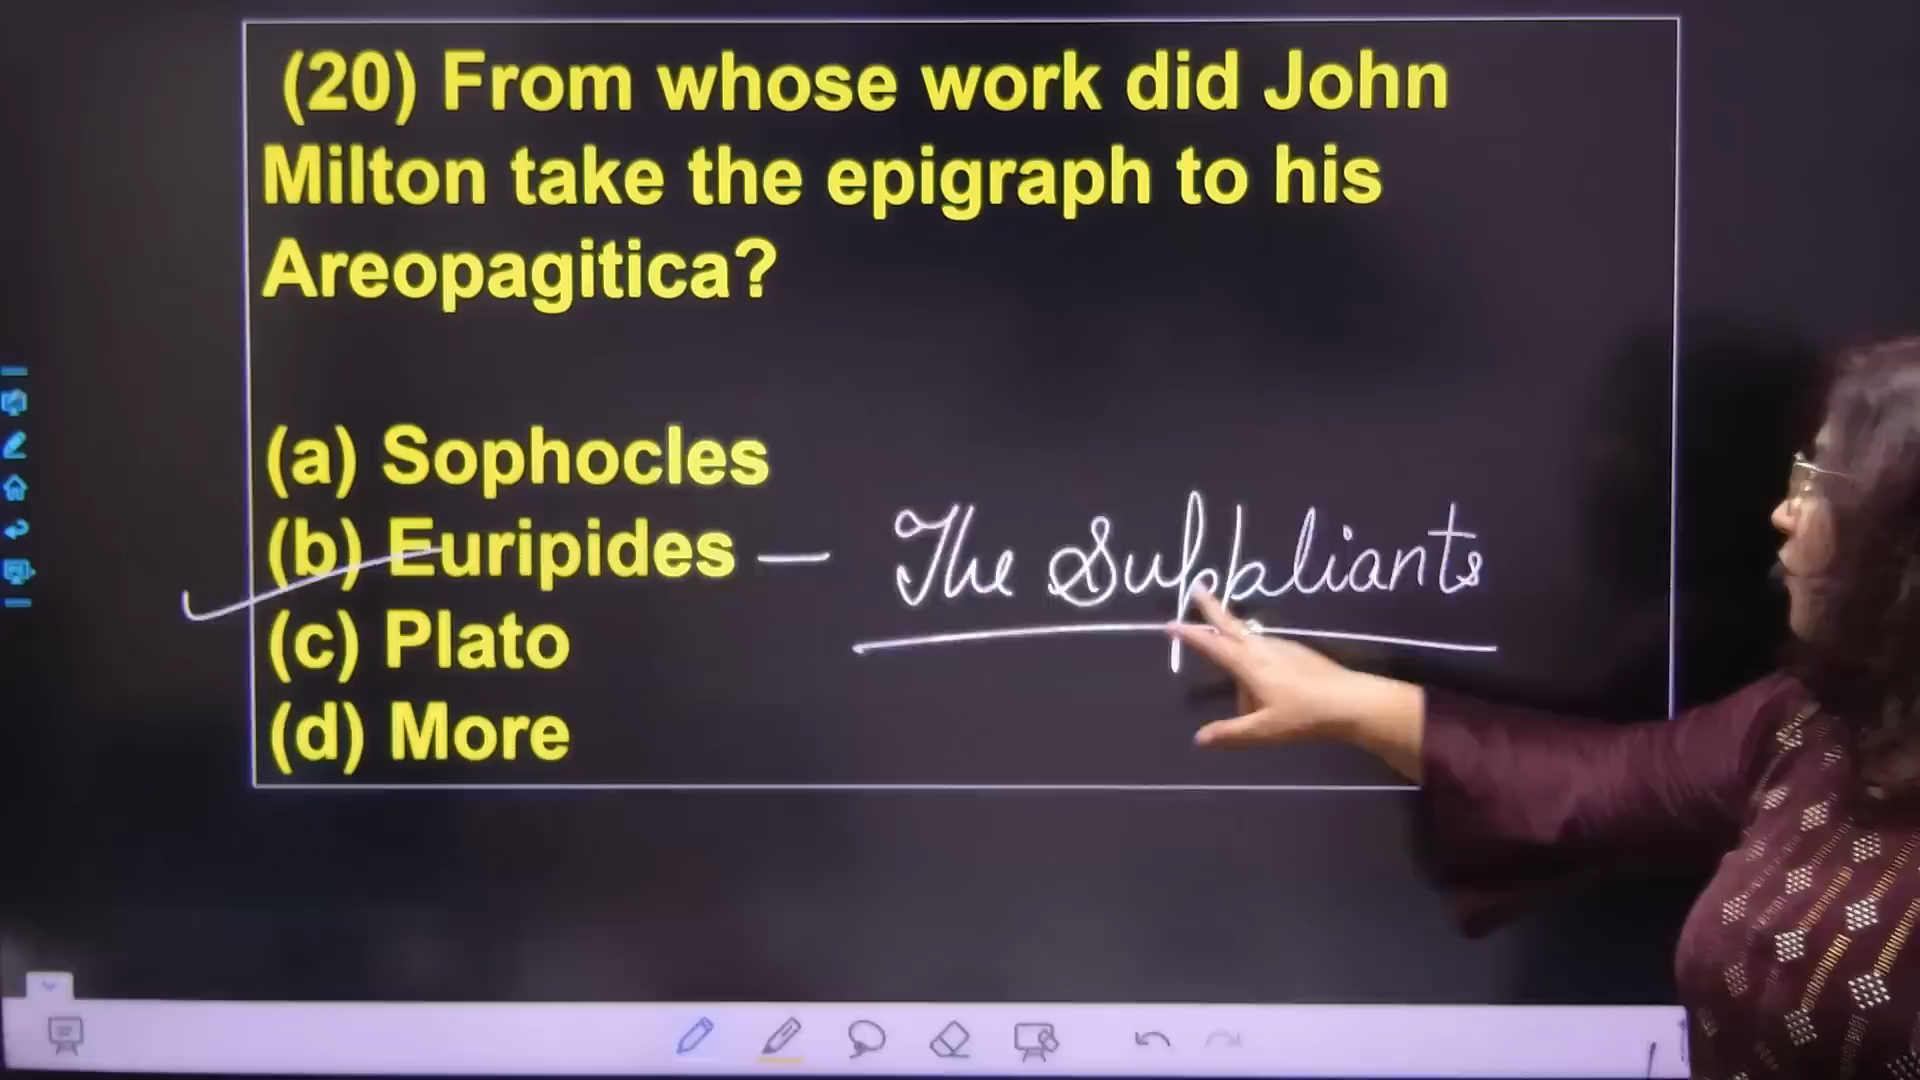 (20) From whose work did John
Milton take the epigraph to his
Areopagitica?
(a) Sophocles
(b) Euripides — The Suppliants
(c) Plato
(d) More